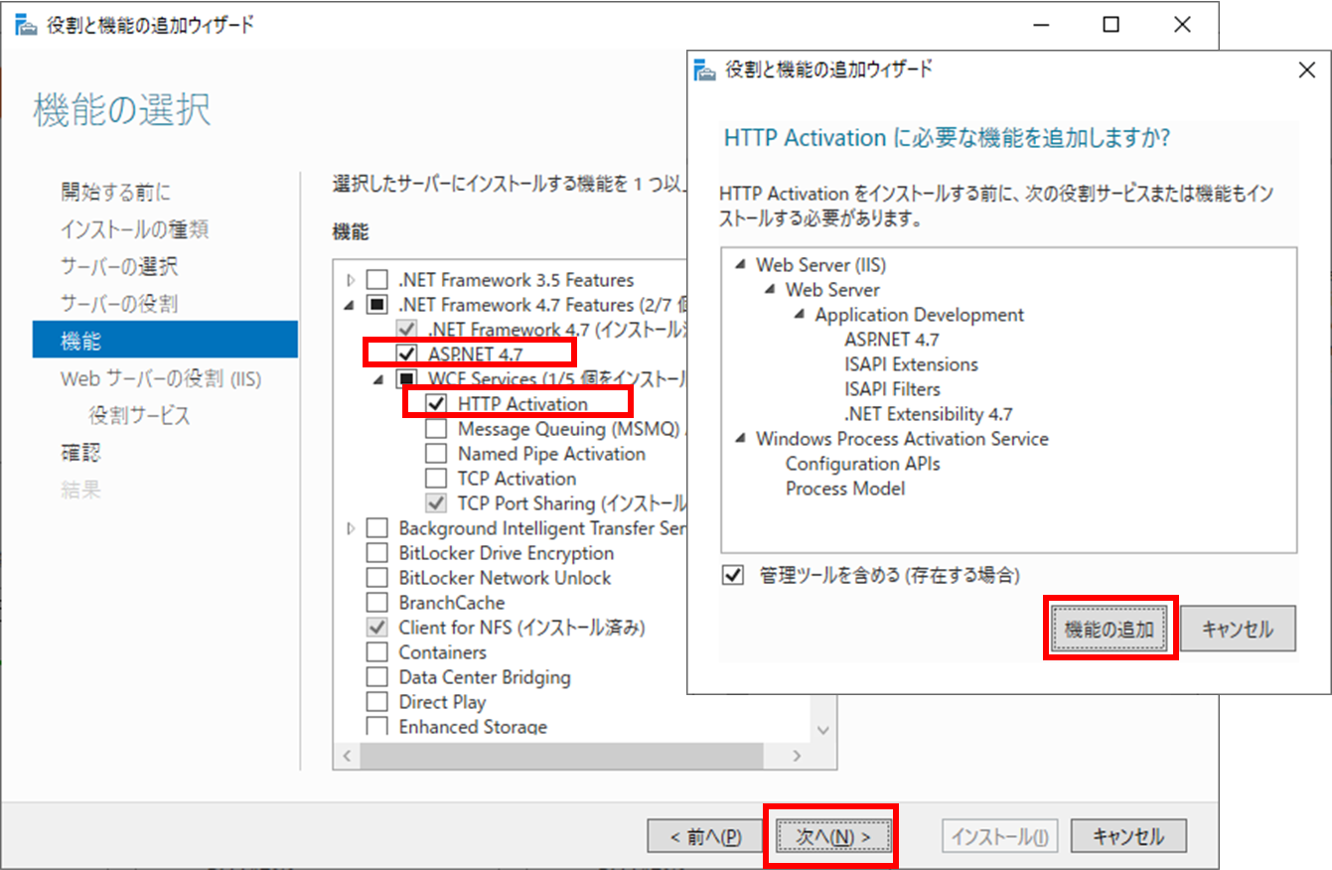 役割と機能の追加ウィザード
機能の選択
開始する前に
インストールの種類
サーバーの選択
サーバーの役割
機能
Web サーバーの役割 (IIS)
役割サービス
確認
結果
選択したサーバーにインストールする機能を 1 つ以
機能
.NET Framework 3.5 Features
.NET Framework 4.7 Features (2/7
.NET Framework 4.7 (インストール
ASP.NET 4.7
WCF Services (1/5 個をインストール
HTTP Activation
Message Queuing (MSMQ)
Named Pipe Activation
TCP Activation
TCP Port Sharing (インストール
Background Intelligent Transfer Ser
BitLocker Drive Encryption
BitLocker Network Unlock
BranchCache
Client for NFS (インストール済み)
Containers
Data Center Bridging
Direct Play
Enhanced Storage
< 前へ(P)
次へ(N) >
インストール(I)
キャンセル
役割と機能の追加ウィザード
HTTP Activation に必要な機能を追加しますか?
HTTP Activation をインストールする前に、次の役割サービスまたは機能もイン
ストールする必要があります。
Web Server (IIS)
Web Server
Application Development
ASP.NET 4.7
ISAPI Extensions
ISAPI Filters
.NET Extensibility 4.7
Windows Process Activation Service
Configuration APIs
Process Model
管理ツールを含める (存在する場合)
機能の追加
キャンセル